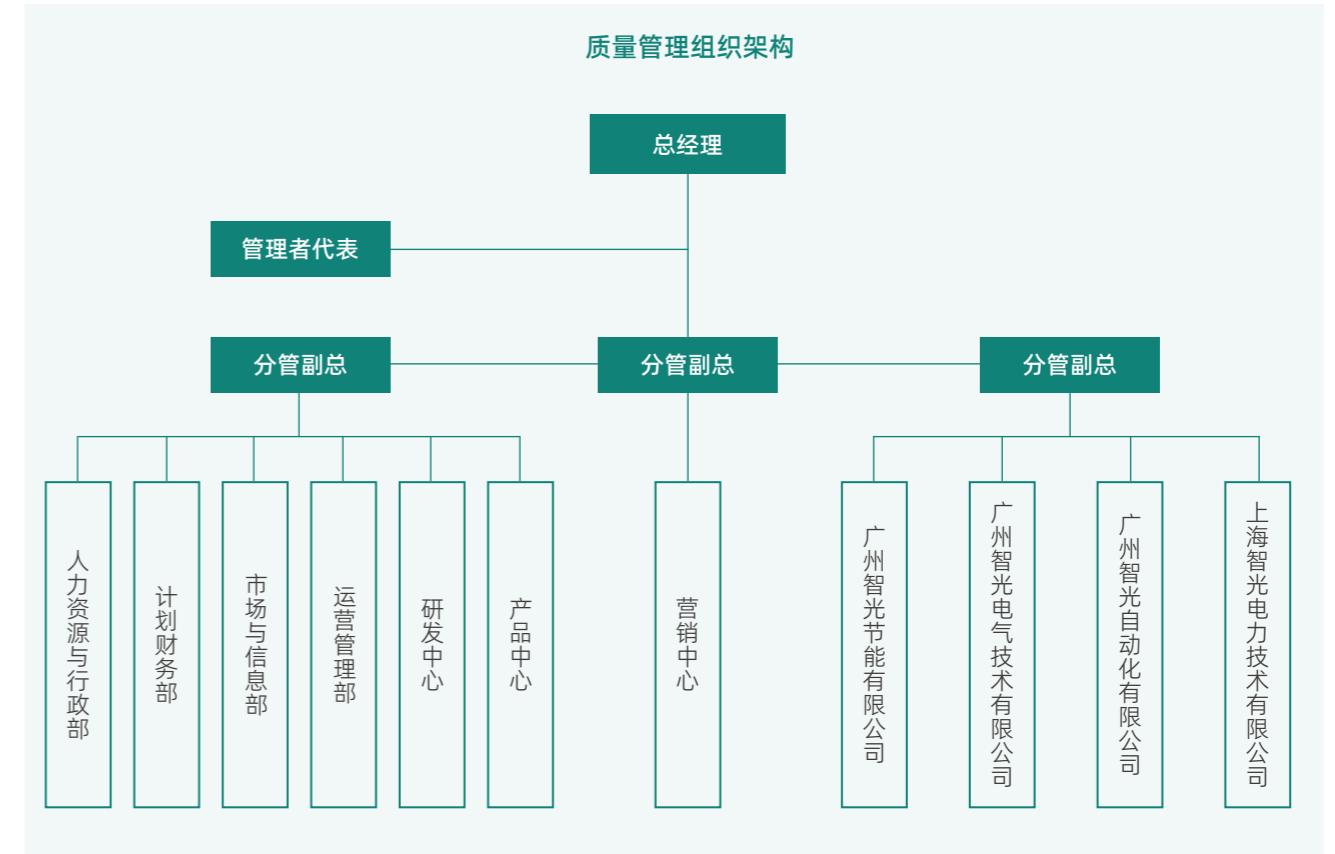 质量管理组织架构
总经理
管理者代表
分管副总
分管副总
分管副总
人力资源与行政部
计划财务部
市场与信息部
运营管理部
研发中心
产品中心
营销中心
广州智光节能有限公司
广州智光电气技术有限公司
广州智光自动化有限公司
上海智光电力技术有限公司